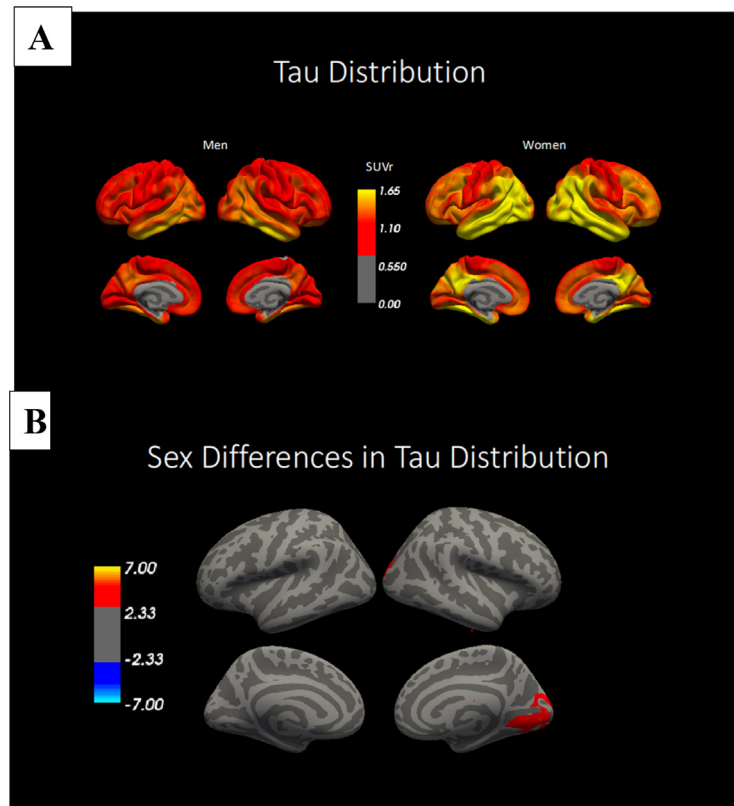 A
Tau Distribution
Men
Women
SUVr
1.65
1.10
0.550
0.00
B
Sex Differences in Tau Distribution
7.00
2.33
-2.33
-7.00